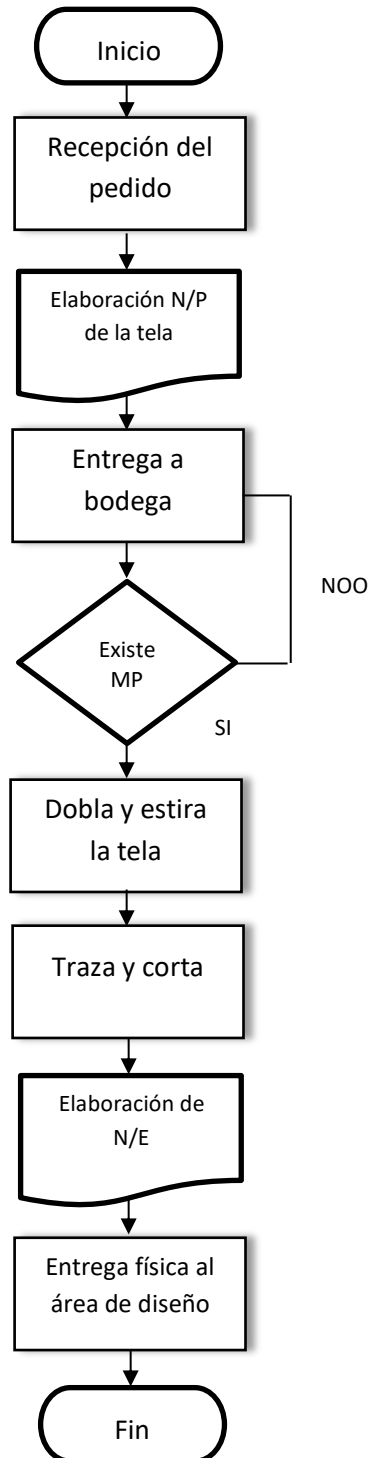 Inicio
Recepción del
pedido
Elaboración N/P
de la tela
Entrega a
bodega
NOO
Existe
MP
SI
Dobla y estira
la tela
Traza y corta
Elaboración de
N/E
Entrega física al
área de diseño
Fin